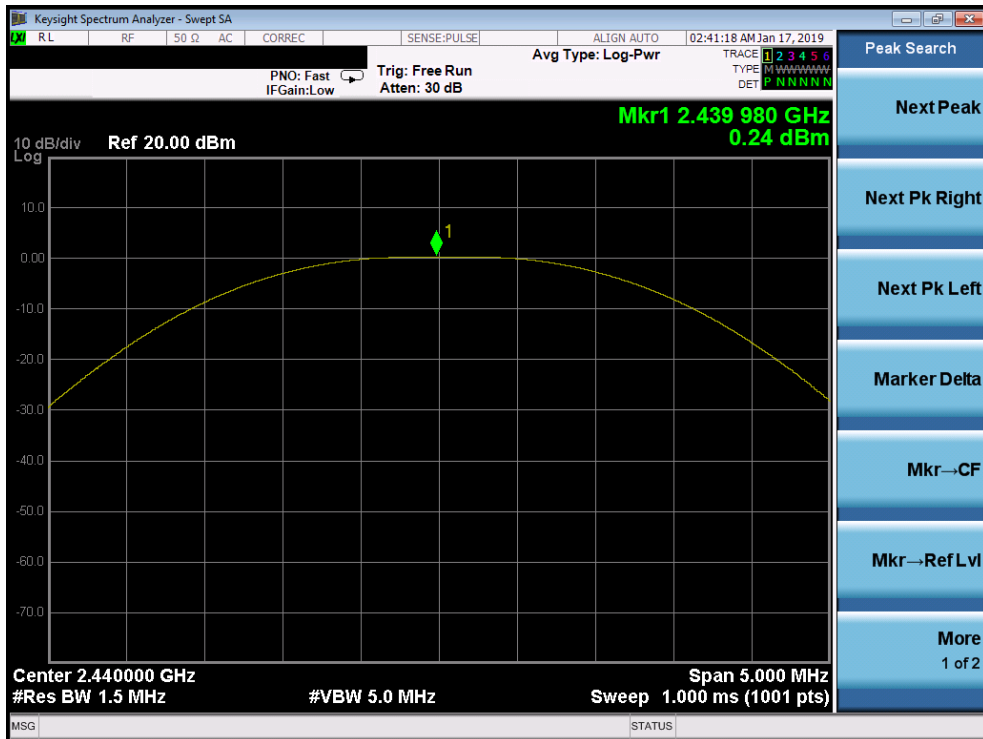 Keysight Spectrum Analyzer - Swept SA
LXI RL RF 50 Ω AC CORREC SENSE:PULSE ALIGN AUTO 02:41:18 AM Jan 17, 2019
Avg Type: Log-Pwr TRACE 1 2 3 4 5 6
PNO: Fast Trig: Free Run TYPE M WWWWW
IFGain:Low Atten: 30 dB DET P N N N N N
Mkr1 2.439 980 GHz
0.24 dBm
10 dB/div Ref 20.00 dBm
Log
10.0
1
0.00
-10.0
-20.0
-30.0
-40.0
-50.0
-60.0
-70.0
Center 2.440000 GHz Span 5.000 MHz
#Res BW 1.5 MHz #VBW 5.0 MHz Sweep 1.000 ms (1001 pts)
MSG STATUS
Peak Search
Next Peak
Next Pk Right
Next Pk Left
Marker Delta
Mkr→CF
Mkr→Ref Lvl
More
1 of 2